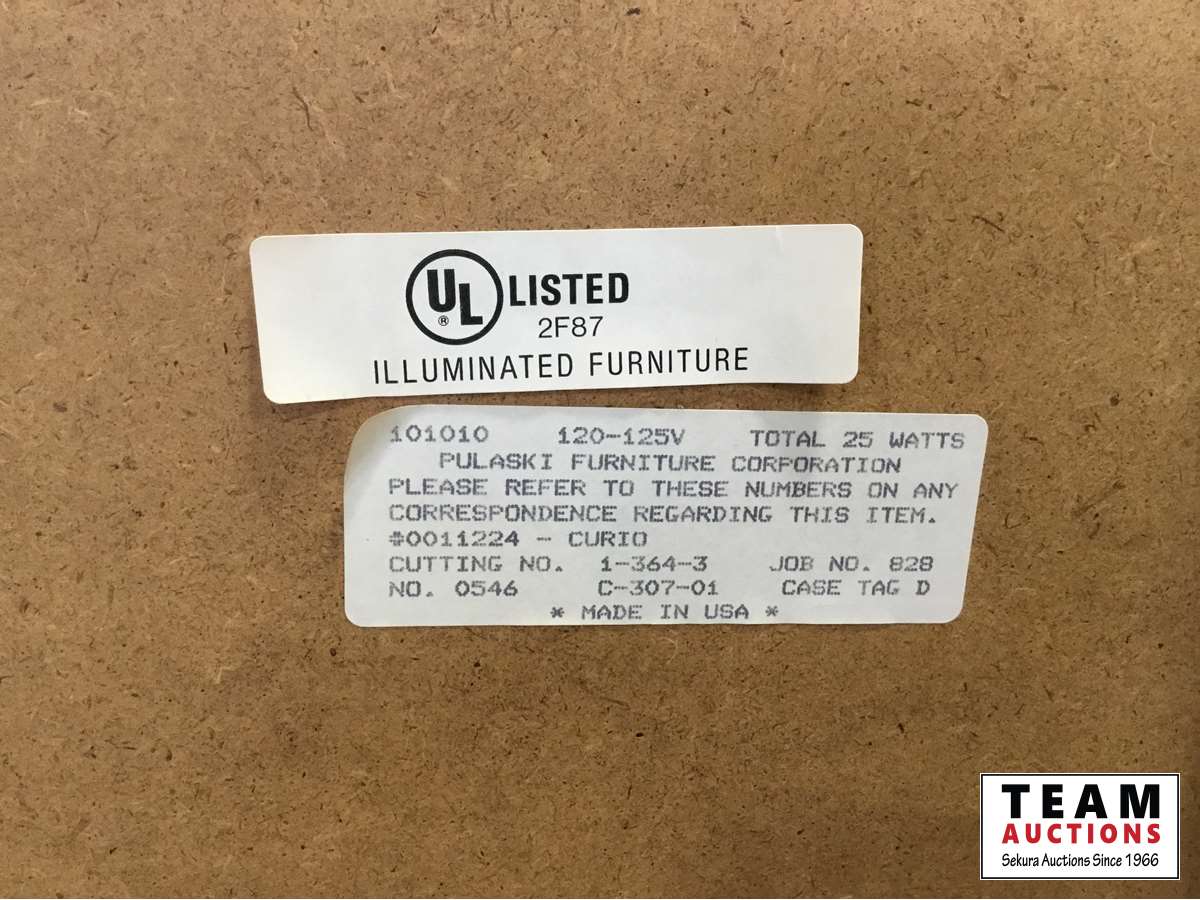 UL LISTED
®
2F87
ILLUMINATED FURNITURE
101010 120-125V TOTAL 25 WATTS
PULASKI FURNITURE CORPORATION
PLEASE REFER TO THESE NUMBERS ON ANY
CORRESPONDENCE REGARDING THIS ITEM.
#0011224 - CURIO
CUTTING NO. 1-364-3 JOB NO. 828
NO. 0546 C-307-01 CASE TAG D
* MADE IN USA *
TEAM
AUCTIONS
Sekura Auctions Since 1966